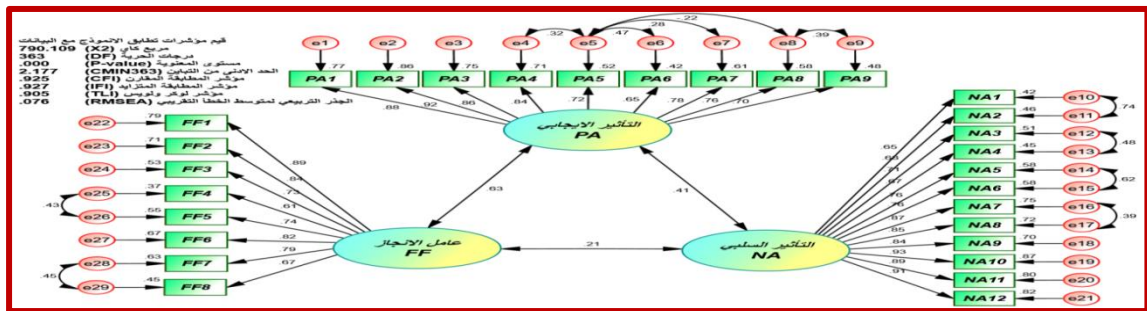 قيم مؤشرات تطابق الانموذج مع البيانات
790.109 (X2) مربع كاي
363 (DF) درجات الحرية
.000 (P-value) مستوى المعنوية
2.177 (CMIN363) الحد الادنى من التباين
.925 (CFI) مؤشر المطابقة المقارن
.927 (IFI) مؤشر المطابقة المتزايد
.905 (TLI) مؤشر لوكر ولويس
.076 (RMSEA) الجذر التربيعي لمتوسط الخطأ التقريبي
-.22
.28
.32 .47 .39
e1 e2 e3 e4 e5 e6 e7 e8 e9
.77 .86 .75 .71 .52 .42 .61 .58 .48
PA1 PA2 PA3 PA4 PA5 PA6 PA7 PA8 PA9
.88 .92 .86 .84 .72 .65 .78 .76 .70
التأثير الايجابي
PA
e22 .79 FF1 .89
e23 .71 FF2 .84
e24 .53 FF3 .73
e25 .37 FF4 .61
.43
e26 .55 FF5 .74
e27 .67 FF6 .82
e28 .63 FF7 .79
.45
e29 .45 FF8 .67
عامل الانجاز
FF
.63
.41
.21
التأثير السلبي
NA
.65 NA1 .42 e10
.74
.68 NA2 .46 e11
.71 NA3 .51 e12
.48
.67 NA4 .45 e13
.76 NA5 .58 e14
.62
.76 NA6 .58 e15
.87 NA7 .75 e16
.39
.85 NA8 .72 e17
.84 NA9 .70 e18
.93 NA10 .87 e19
.89 NA11 .80 e20
.91 NA12 .82 e21